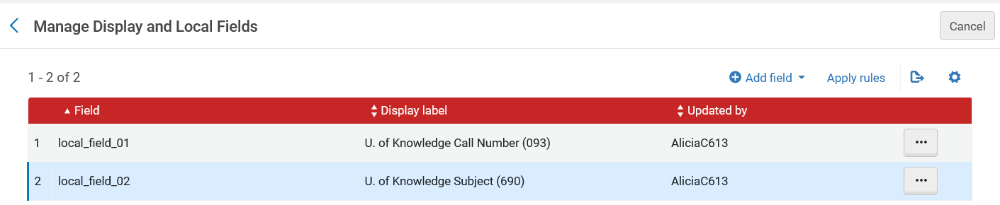 Manage Display and Local Fields
Cancel
1 - 2 of 2
Add field
Apply rules
Field Display label Updated by
1 local_field_01 U. of Knowledge Call Number (093) AliciaC613
2 local_field_02 U. of Knowledge Subject (690) AliciaC613